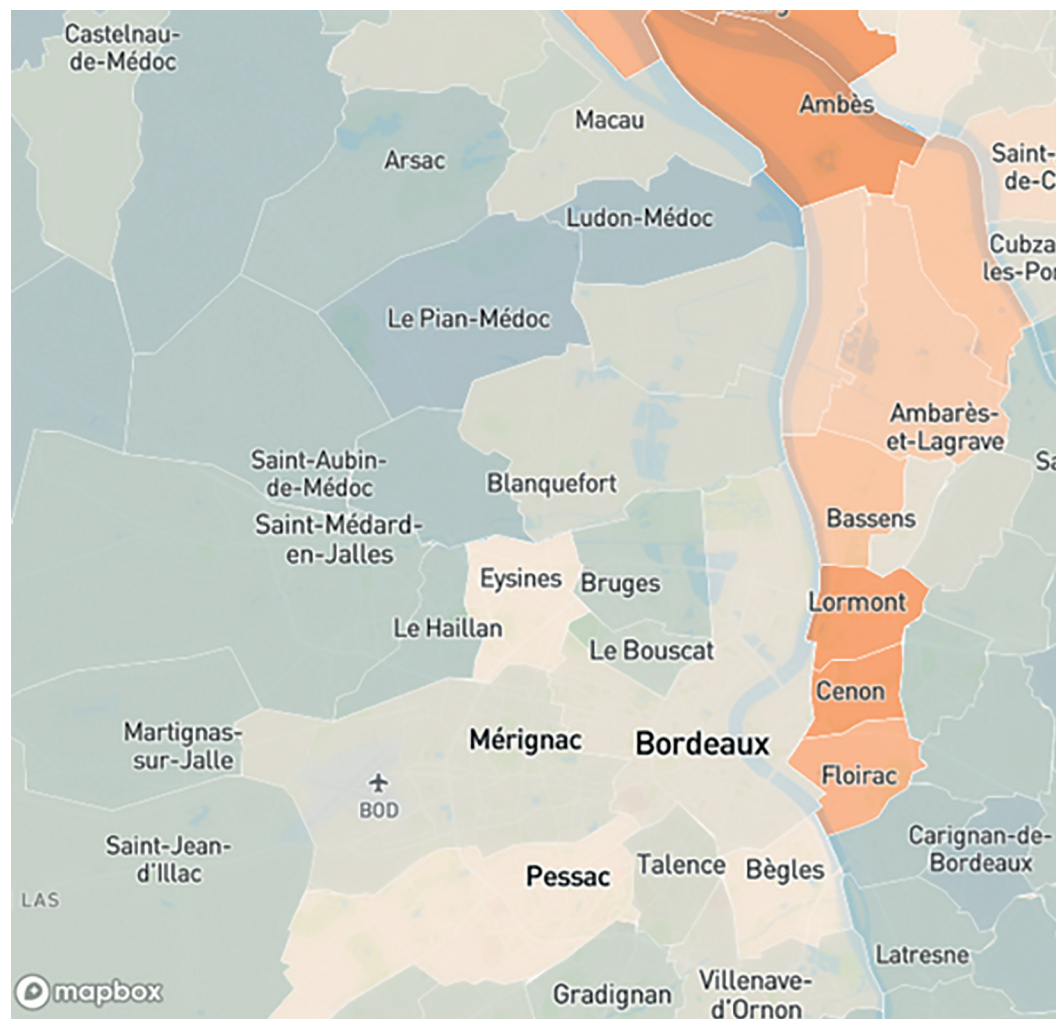 Castelnau-
de-Médoc
Macau
Ambès
Arsac
Saint-
de-C
Ludon-Médoc
Cubza
les-Por
Le Pian-Médoc
Ambarès-
et-Lagrave
Saint-Aubin-
de-Médoc
Blanquefort
Sa
Saint-Médard-
en-Jalles
Bassens
Eysines
Bruges
Lormont
Le Haillan
Le Bouscat
Cenon
Martignas-
sur-Jalle
Mérignac
Bordeaux
Floirac
BOD
Saint-Jean-
d'Illac
Carignan-de-
Bordeaux
Pessac
Talence
Bègles
LAS
Latresne
mapbox
Gradignan
Villenave-
d'Ornon